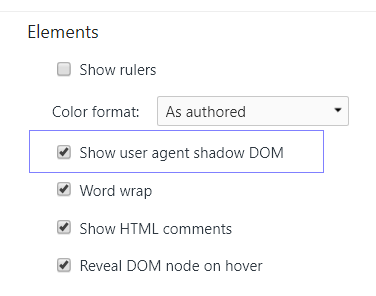 Elements
Show rulers
Color format: As authored
Show user agent shadow DOM
Word wrap
Show HTML comments
Reveal DOM node on hover